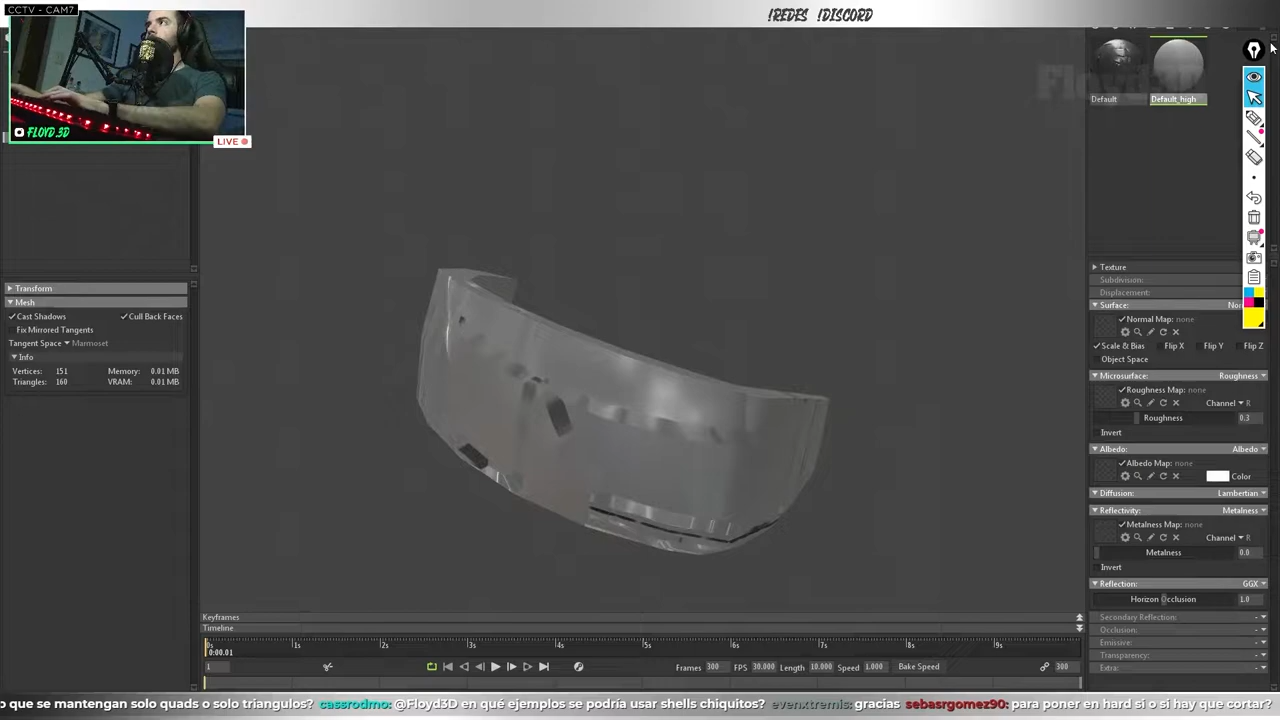 CCTV - CAM7
!REDES !DISCORD
FLOYD.3D
LIVE
Default
Default_high
Transform
Mesh
Cast Shadows
Cull Back Faces
Fix Mirrored Tangents
Tangent Space
Marmoset
Info
Vertices: 151
Memory: 0.01 MB
Triangles: 160
VRAM: 0.01 MB
Texture
Subdivision:
Displacement:
Surface:
Normal Map: none
Scale & Bias
Flip X
Flip Y
Flip Z
Object Space
Microsurface:
Roughness
Roughness Map: none
Channel
R
Roughness
0.3
Invert
Albedo:
Albedo
Albedo Map: none
Color
Diffusion:
Lambertian
Reflectivity:
Metalness
Metalness Map: none
Channel
R
Metalness
0.0
Invert
Reflection:
GGX
Horizon Occlusion
1.0
Secondary Reflection:
Occlusion:
Emissive:
Transparency:
Extra:
Keyframes
Timeline
0s
1s
2s
3s
4s
5s
6s
7s
8s
9s
0:00.01
1
Frames 300
FPS 30.000
Length 10.000
Speed 1.000
Bake Speed
300
o que se mantengan solo quads o solo triangulos? cassrodmo: @Floyd3D en qué ejemplos se podría usar shells chiquitos? evenxtremis: gracias sebasrgomez90: para poner en hard si o si hay que cortar?